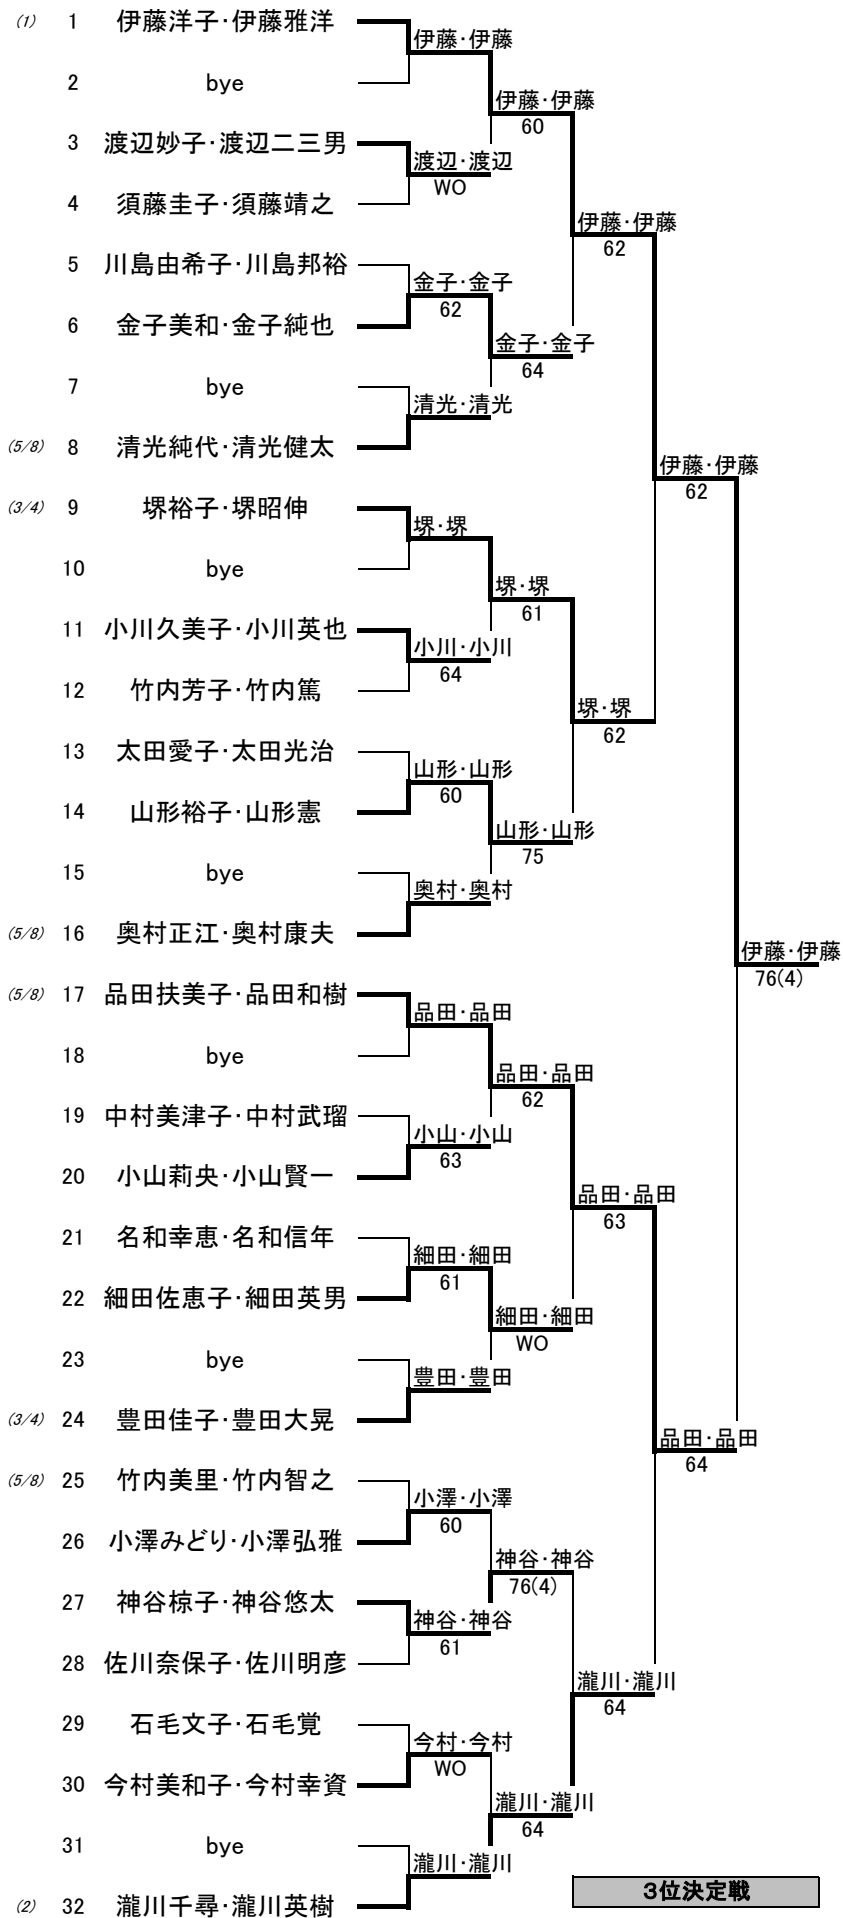 (1) 1 伊藤洋子・伊藤雅洋
伊藤・伊藤
2 bye
伊藤・伊藤
60
3 渡辺妙子・渡辺二三男
渡辺・渡辺
WO
4 須藤圭子・須藤靖之
伊藤・伊藤
62
5 川島由希子・川島邦裕
金子・金子
62
6 金子美和・金子純也
金子・金子
64
7 bye
清光・清光
(5/8) 8 清光純代・清光健太
伊藤・伊藤
62
(3/4) 9 堺裕子・堺昭伸
堺・堺
10 bye
堺・堺
61
11 小川久美子・小川英也
小川・小川
64
12 竹内芳子・竹内篤
堺・堺
62
13 太田愛子・太田光治
山形・山形
60
14 山形裕子・山形憲
山形・山形
75
15 bye
奥村・奥村
(5/8) 16 奥村正江・奥村康夫
伊藤・伊藤
76(4)
(5/8) 17 品田扶美子・品田和樹
品田・品田
18 bye
品田・品田
62
19 中村美津子・中村武瑠
小山・小山
63
20 小山莉央・小山賢一
品田・品田
63
21 名和幸恵・名和信年
細田・細田
61
22 細田佐恵子・細田英男
細田・細田
WO
23 bye
豊田・豊田
(3/4) 24 豊田佳子・豊田大晃
品田・品田
64
(5/8) 25 竹内美里・竹内智之
小澤・小澤
60
26 小澤みどり・小澤弘雅
神谷・神谷
76(4)
27 神谷椋子・神谷悠太
神谷・神谷
61
28 佐川奈保子・佐川明彦
瀧川・瀧川
64
29 石毛文子・石毛覚
今村・今村
WO
30 今村美和子・今村幸資
瀧川・瀧川
64
31 bye
瀧川・瀧川
3位決定戦
(2) 32 瀧川千尋・瀧川英樹